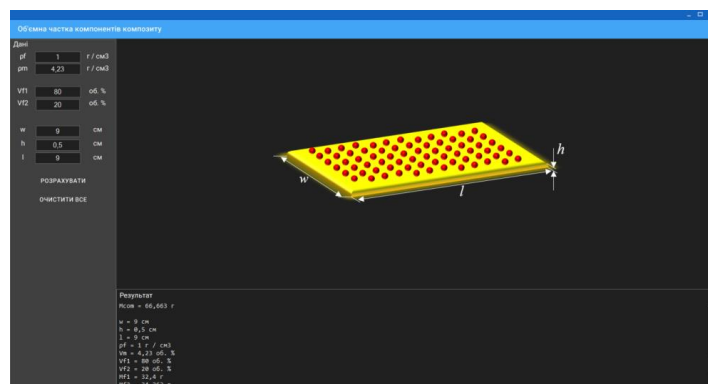 Об'ємна частка компонентів композиту
Дані
pf 1 г / см3
pm 4,23 г / см3
Vf1 80 об. %
Vf2 20 об. %
w 9 см
h 0,5 см
l 9 см
РОЗРАХУВАТИ
ОЧИСТИТИ ВСЕ
w
l
h
Результат
Mcom = 66,663 г
w = 9 см
h = 0,5 см
l = 9 см
pf = 1 г / см3
Vm = 4,23 об. %
Vf1 = 80 об. %
Vf2 = 20 об. %
Mf1 = 32,4 г